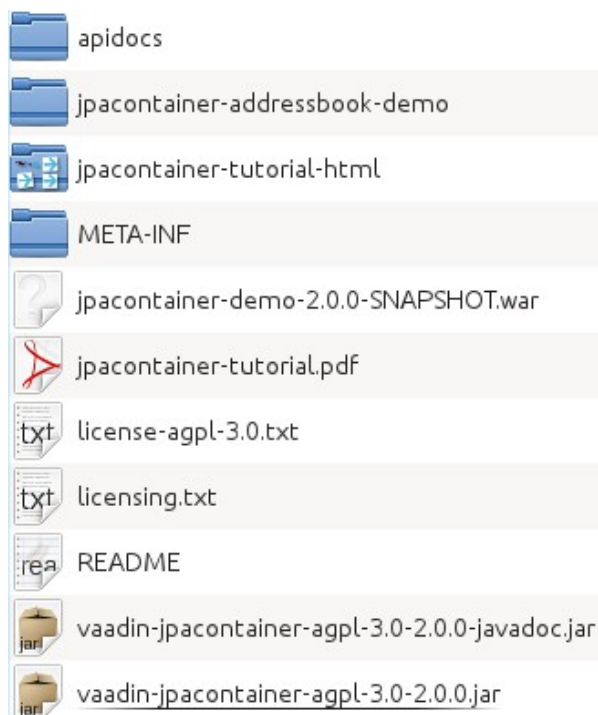 apidocs
jpacontainer-addressbook-demo
jpacontainer-tutorial-html
META-INF
jpacontainer-demo-2.0.0-SNAPSHOT.war
jpacontainer-tutorial.pdf
txt license-agpl-3.0.txt
txt licensing.txt
rea README
jar vaadin-jpacontainer-agpl-3.0-2.0.0-javadoc.jar
jar vaadin-jpacontainer-agpl-3.0-2.0.0.jar